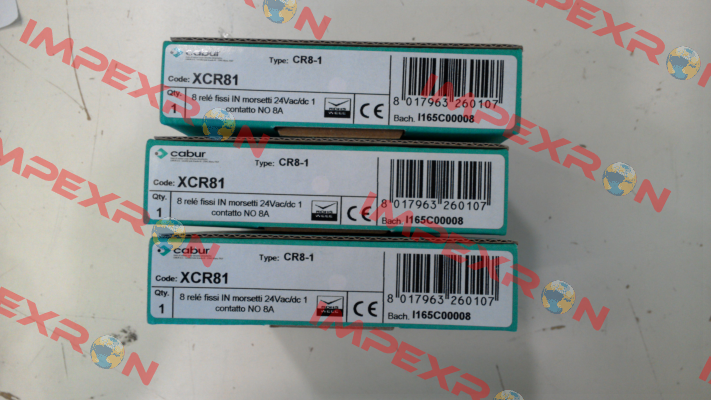 cabur
Type: CR8-1
Code: XCR81
Qty.
1
8 relé fissi IN morsetti 24Vac/dc 1
contatto NO 8A
CE
8 017963 260107
Bach. I165C00008
cabur
Type: CR8-1
Code: XCR81
Qty.
1
8 relé fissi IN morsetti 24Vac/dc 1
contatto NO 8A
CE
8 017963 260107
Bach. I165C00008
cabur
Type: CR8-1
Code: XCR81
Qty.
1
8 relé fissi IN morsetti 24Vac/dc 1
contatto NO 8A
CE
8 017963 260107
Bach. I165C00008
IMPEXRON
IMPEXRON
IMPEXRON
IMPEXRON
IMPEXRON